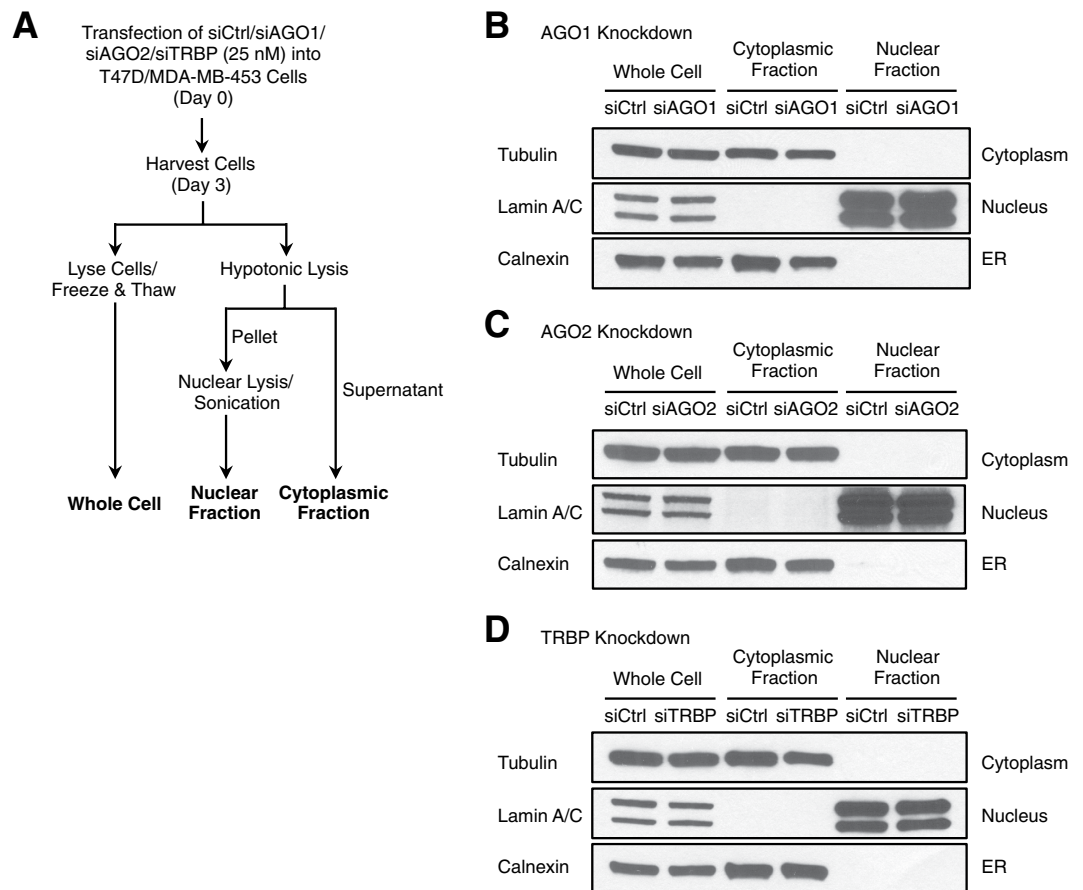 A
Transfection of siCtrl/siAGO1/
siAGO2/siTRBP (25 nM) into
T47D/MDA-MB-453 Cells
(Day 0)
Harvest Cells
(Day 3)
Lyse Cells/
Freeze & Thaw
Hypotonic Lysis
Pellet
Nuclear Lysis/
Sonication
Supernatant
Whole Cell
Nuclear
Fraction
Cytoplasmic
Fraction
B
AGO1 Knockdown
Whole Cell
Cytoplasmic
Fraction
Nuclear
Fraction
siCtrl siAGO1 siCtrl siAGO1 siCtrl siAGO1
Tubulin Cytoplasm
Lamin A/C Nucleus
Calnexin ER
C
AGO2 Knockdown
Whole Cell
Cytoplasmic
Fraction
Nuclear
Fraction
siCtrl siAGO2 siCtrl siAGO2 siCtrl siAGO2
Tubulin Cytoplasm
Lamin A/C Nucleus
Calnexin ER
D
TRBP Knockdown
Whole Cell
Cytoplasmic
Fraction
Nuclear
Fraction
siCtrl siTRBP siCtrl siTRBP siCtrl siTRBP
Tubulin Cytoplasm
Lamin A/C Nucleus
Calnexin ER